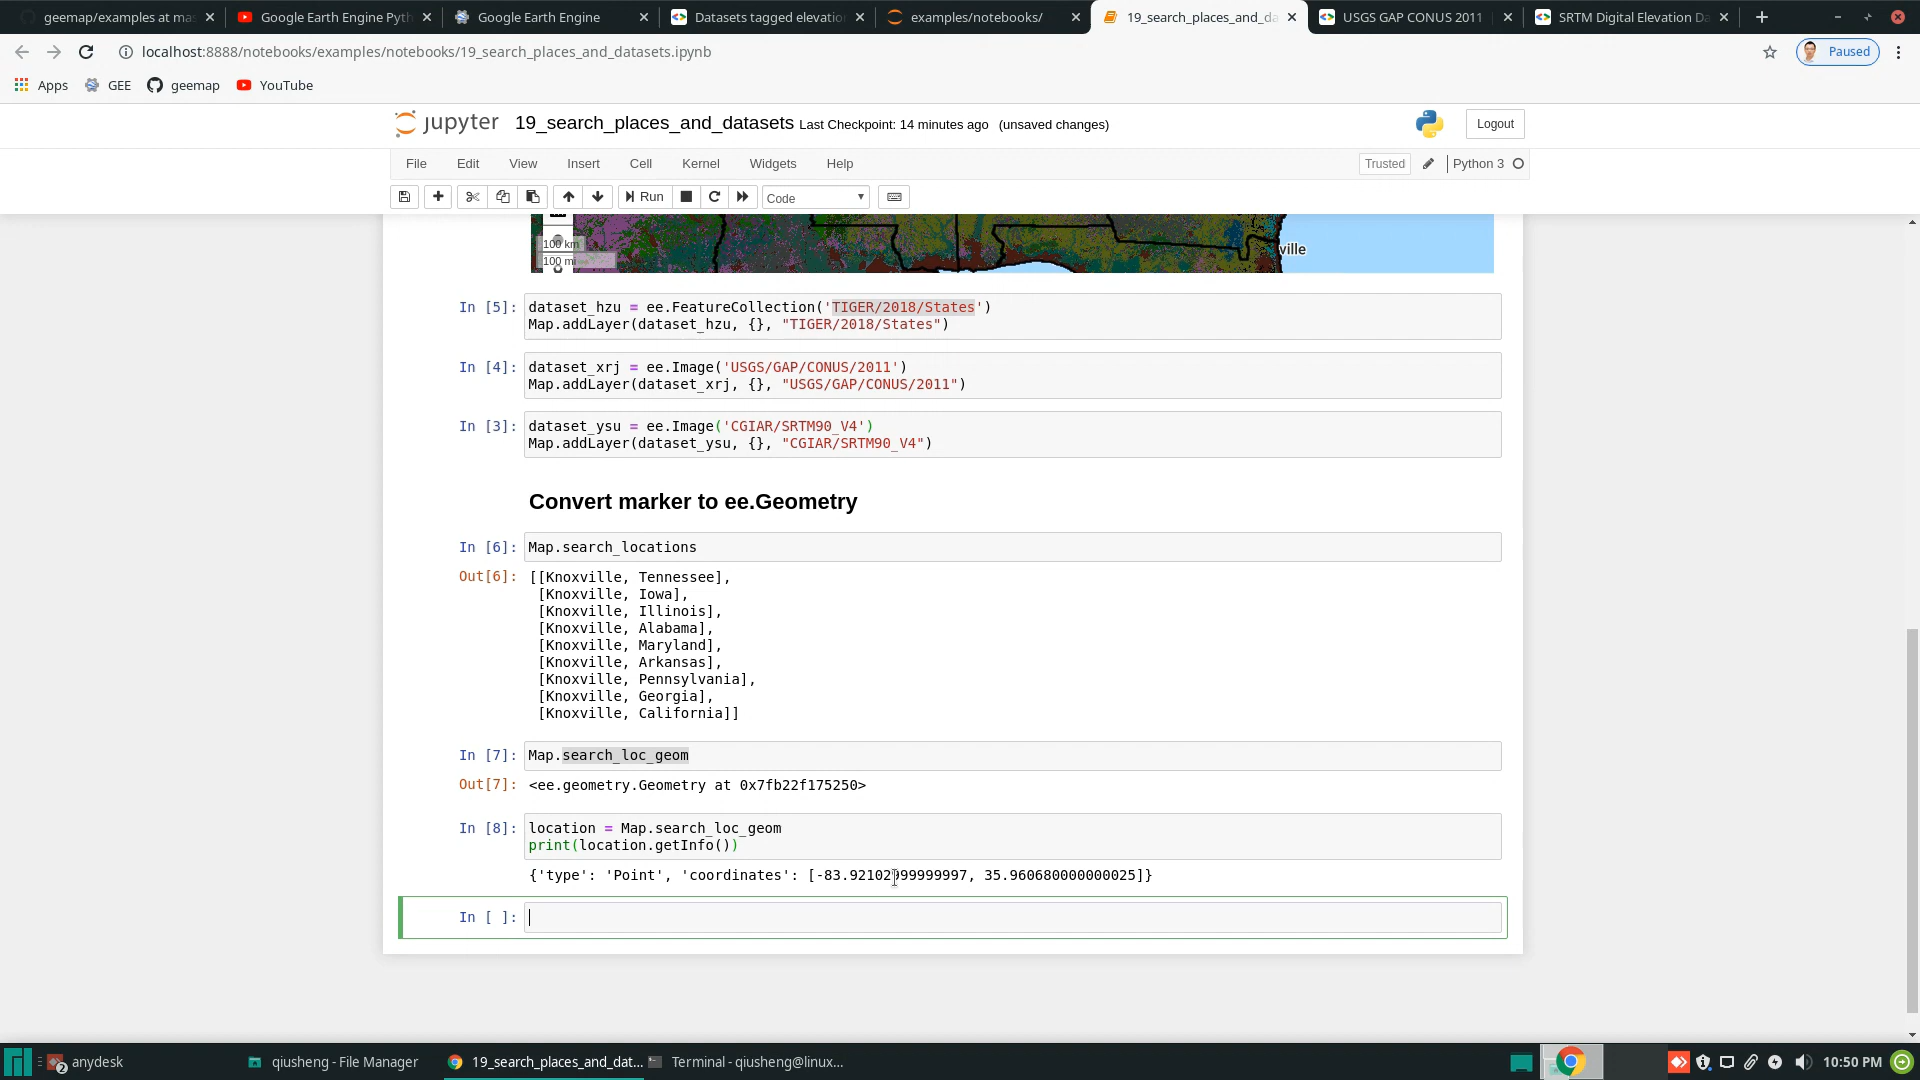 geemap/examples at mas
Google Earth Engine Pyth
Google Earth Engine
Datasets tagged elevatio
examples/notebooks/
19_search_places_and_da
USGS GAP CONUS 2011
SRTM Digital Elevation Da
localhost:8888/notebooks/examples/notebooks/19_search_places_and_datasets.ipynb
Paused
Apps
GEE
geemap
YouTube
jupyter
19_search_places_and_datasets Last Checkpoint: 14 minutes ago (unsaved changes)
Logout
File Edit View Insert Cell Kernel Widgets Help
Trusted
Python 3
Run
Code
100 km
100 mi
ville
In [5]: dataset_hzu = ee.FeatureCollection('TIGER/2018/States')
Map.addLayer(dataset_hzu, {}, "TIGER/2018/States")
In [4]: dataset_xrj = ee.Image('USGS/GAP/CONUS/2011')
Map.addLayer(dataset_xrj, {}, "USGS/GAP/CONUS/2011")
In [3]: dataset_ysu = ee.Image('CGIAR/SRTM90_V4')
Map.addLayer(dataset_ysu, {}, "CGIAR/SRTM90_V4")
Convert marker to ee.Geometry
In [6]: Map.search_locations
Out[6]: [[Knoxville, Tennessee],
[Knoxville, Iowa],
[Knoxville, Illinois],
[Knoxville, Alabama],
[Knoxville, Maryland],
[Knoxville, Arkansas],
[Knoxville, Pennsylvania],
[Knoxville, Georgia],
[Knoxville, California]]
In [7]: Map.search_loc_geom
Out[7]: <ee.geometry.Geometry at 0x7fb22f175250>
In [8]: location = Map.search_loc_geom
print(location.getInfo())
{'type': 'Point', 'coordinates': [-83.92102999999997, 35.960680000000025]}
In [ ]:
2
anydesk
qiusheng - File Manager
19_search_places_and_dat...
Terminal - qiusheng@linux...
10:50 PM